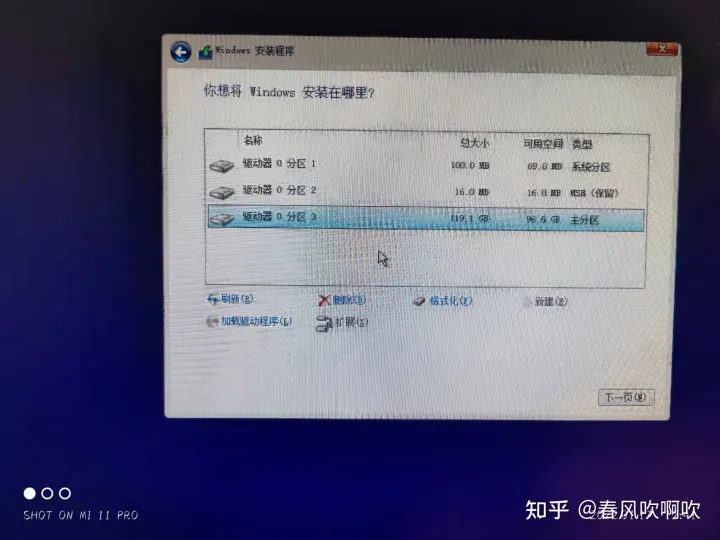 Windows 安装程序
你想将 Windows 安装在哪里?
名称 总大小 可用空间 类型
驱动器 0 分区 1 100.0 MB 69.0 MB 系统分区
驱动器 0 分区 2 16.0 MB 16.0 MB MSR (保留)
驱动器 0 分区 3 119.1 GB 96.6 GB 主分区
刷新(R) 删除(D) 格式化(F) 新建(E)
加载驱动程序(L) 扩展(X)
下一页(N)
SHOT ON MI 11 PRO
知乎 @春风吹啊吹